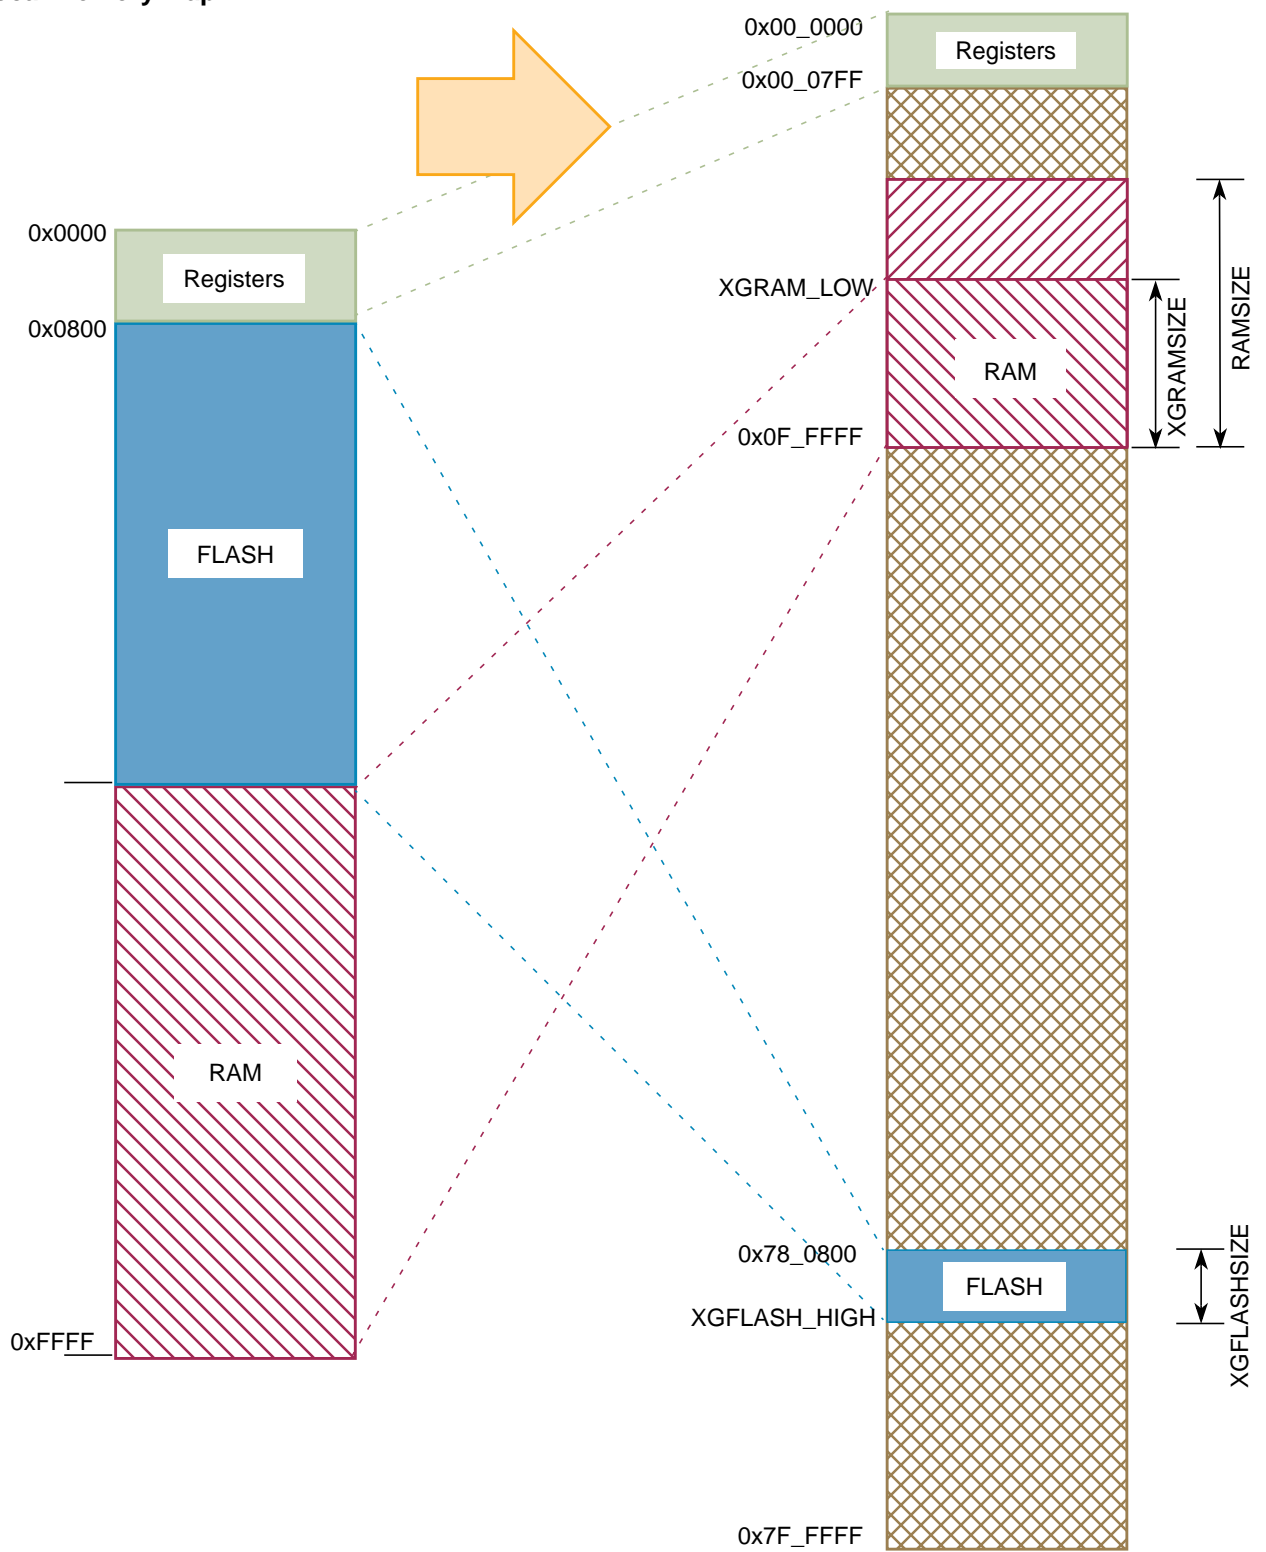 0x00_0000
Registers
0x00_07FF
0x0000
Registers
0x0800
XGRAM_LOW
RAM
XGRAMSIZE
RAMSIZE
0x0F_FFFF
FLASH
RAM
0xFFFF
0x78_0800
FLASH
XGFLASH_HIGH
XGFLASHSIZE
0x7F_FFFF